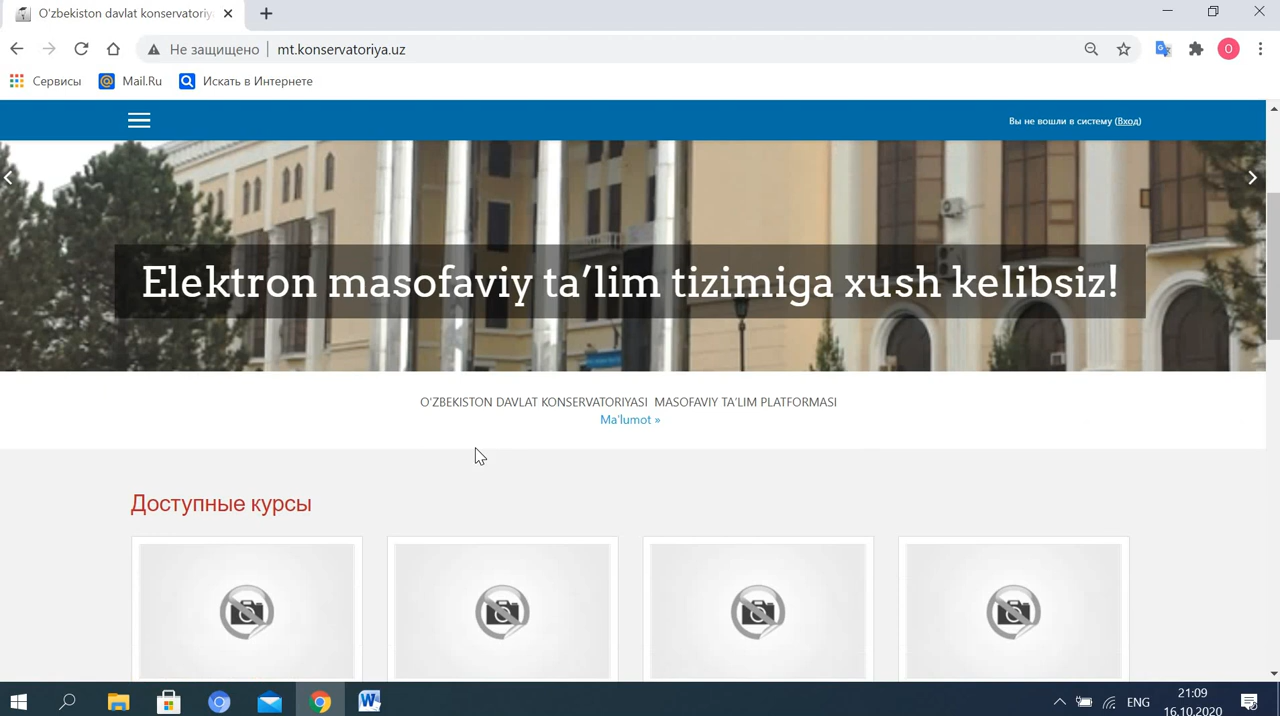 O'zbekiston davlat konservatoriy
Не защищено
mt.konservatoriya.uz
O
Сервисы
Mail.Ru
Искать в Интернете
Вы не вошли в систему (Вход)
Elektron masofaviy ta’lim tizimiga xush kelibsiz!
O'ZBEKISTON DAVLAT KONSERVATORIYASI MASOFAVIY TA'LIM PLATFORMASI
Ma'lumot »
Доступные курсы
ENG
21:09
16.10.2020